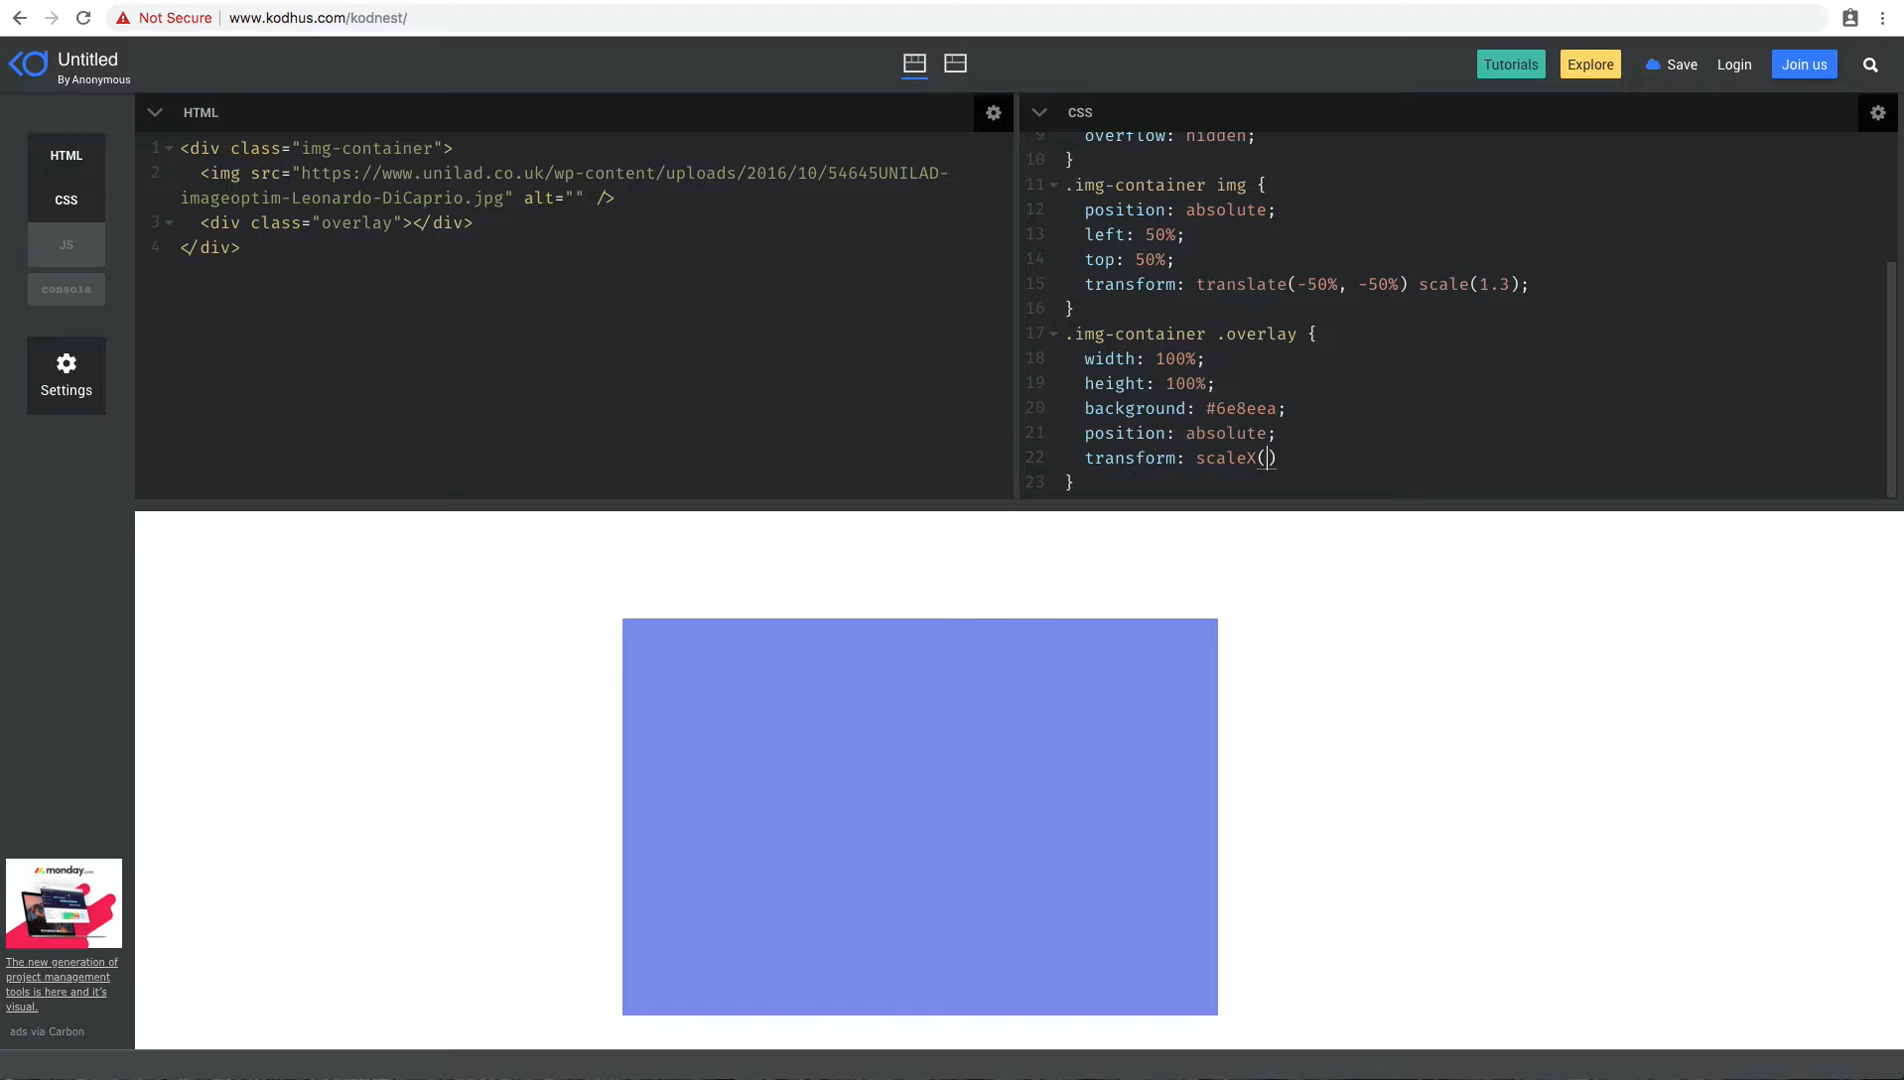 Not Secure www.kodhus.com/kodnest/
Untitled
By Anonymous
Tutorials
Explore
Save
Login
Join us
HTML
CSS
JS
console
Settings
HTML
1 <div class="img-container">
2 <img src="https://www.unilad.co.uk/wp-content/uploads/2016/10/54645UNILAD-
imageoptim-Leonardo-DiCaprio.jpg" alt="" />
3 <div class="overlay"></div>
4 </div>
CSS
9 overflow: hidden;
10 }
11 .img-container img {
12 position: absolute;
13 left: 50%;
14 top: 50%;
15 transform: translate(-50%, -50%) scale(1.3);
16 }
17 .img-container .overlay {
18 width: 100%;
19 height: 100%;
20 background: #6e8eea;
21 position: absolute;
22 transform: scaleX()
23 }
monday.com
The new generation of
project management
tools is here and it's
visual.
ads via Carbon